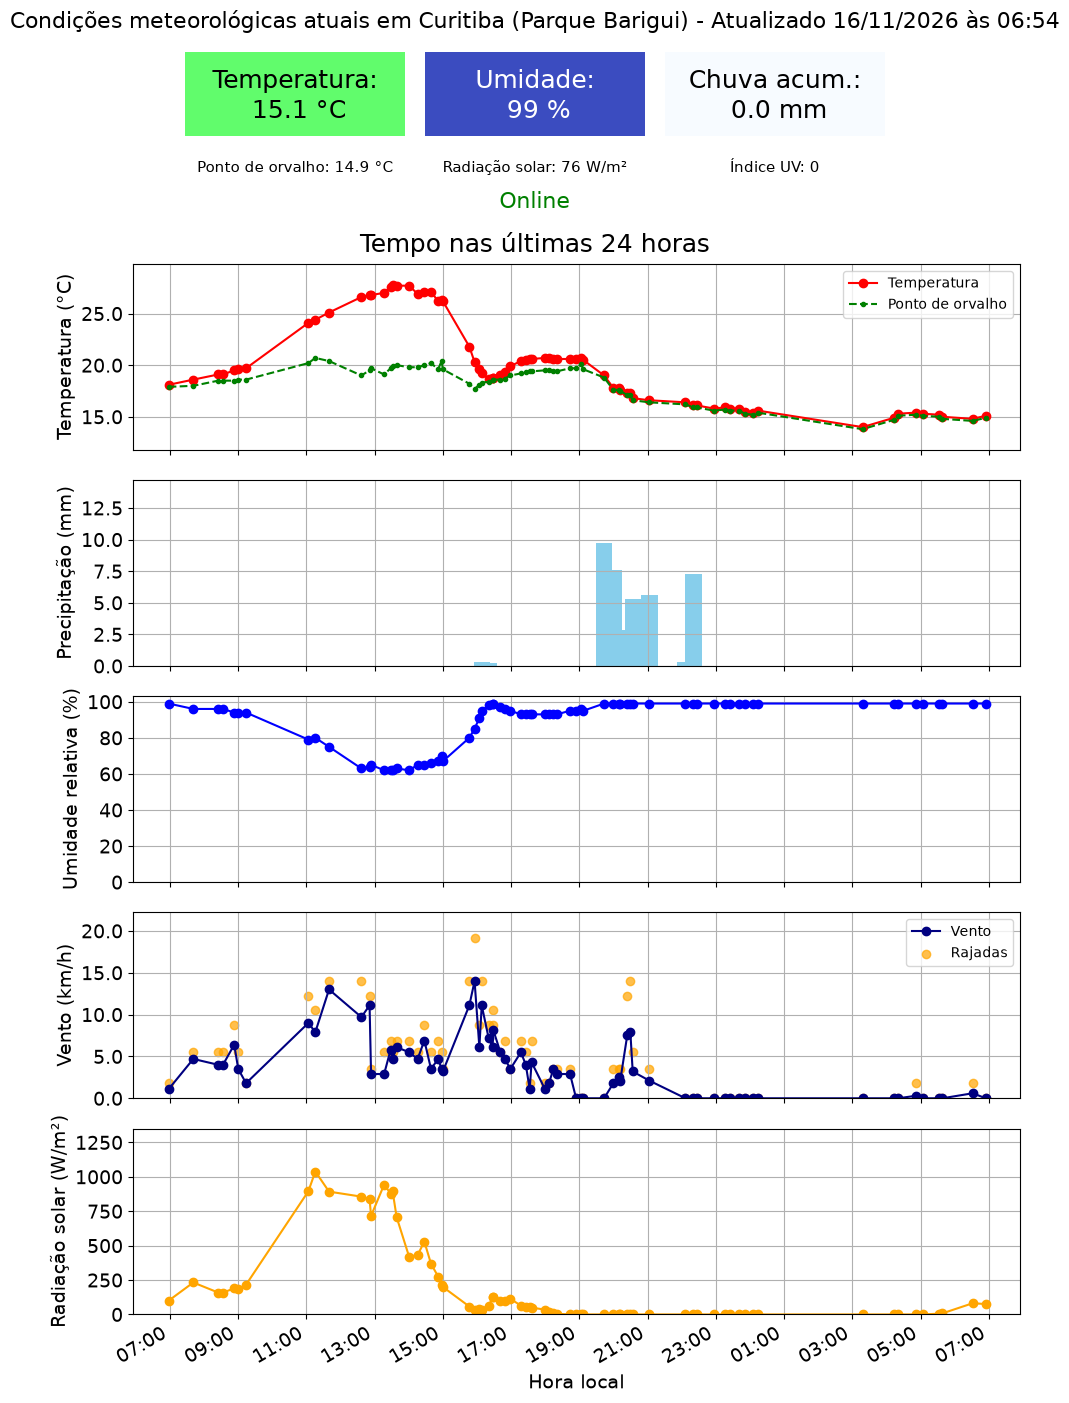 Condições meteorológicas atuais em Curitiba (Parque Barigui) - Atualizado 16/11/2026 às 06:54
Temperatura:
15.1 °C
Umidade:
99 %
Chuva acum.:
0.0 mm
Ponto de orvalho: 14.9 °C
Radiação solar: 76 W/m²
Índice UV: 0
Online
Tempo nas últimas 24 horas
Temperatura (°C)
25.0
20.0
15.0
Temperatura
Ponto de orvalho
Precipitação (mm)
12.5
10.0
7.5
5.0
2.5
0.0
Umidade relativa (%)
100
80
60
40
20
0
Vento (km/h)
20.0
15.0
10.0
5.0
0.0
Vento
Rajadas
Radiação solar (W/m²)
1250
1000
750
500
250
0
07:00
09:00
11:00
13:00
15:00
17:00
19:00
21:00
23:00
01:00
03:00
05:00
07:00
Hora local